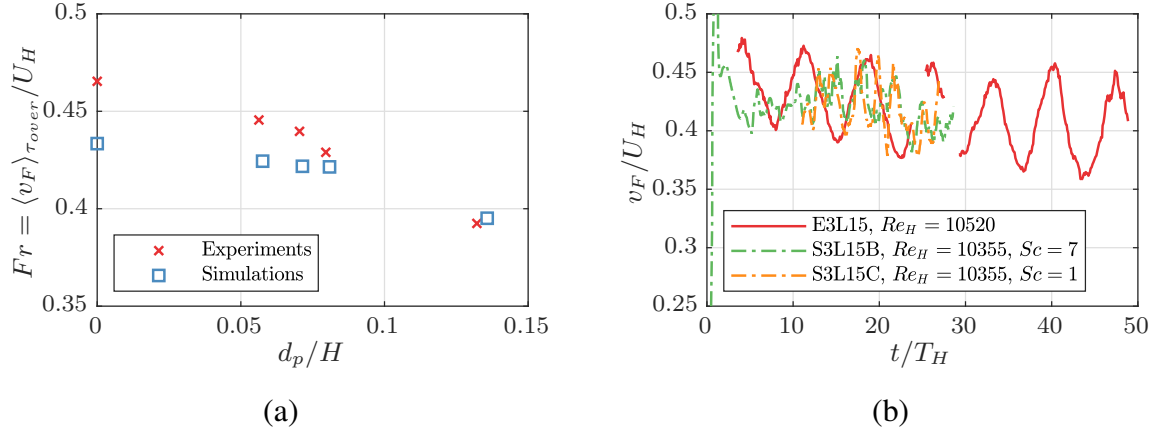 0.5
0.45
0.4
0.35
Fr = ⟨v_F⟩_{τ_{over}}/U_H
Experiments
Simulations
0
0.05
0.1
0.15
d_p/H
(a)
0.5
0.45
0.4
0.35
0.3
0.25
v_F/U_H
E3L15, Re_H = 10520
S3L15B, Re_H = 10355, Sc = 7
S3L15C, Re_H = 10355, Sc = 1
0
10
20
30
40
50
t/T_H
(b)